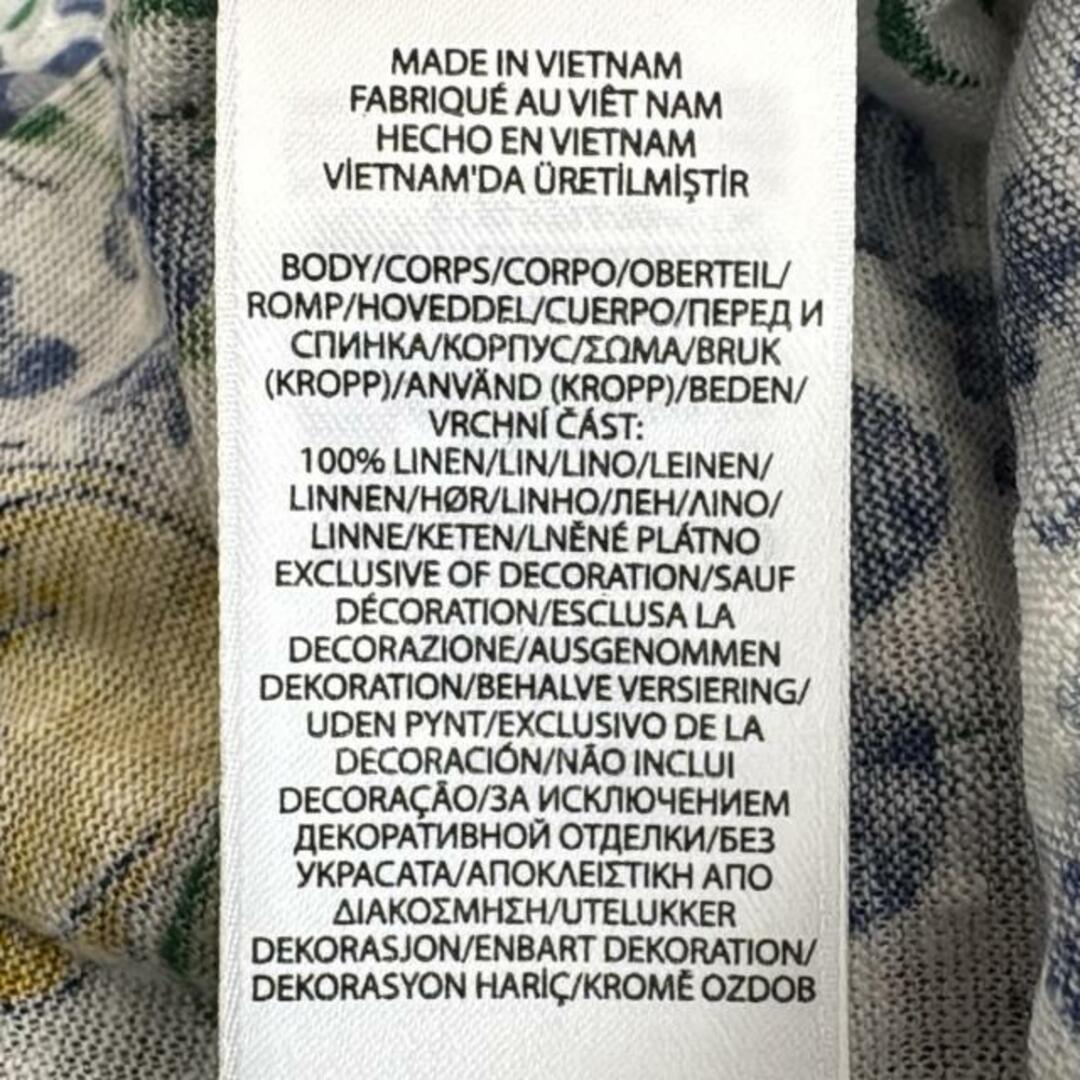 MADE IN VIETNAM
FABRIQUÉ AU VIÊT NAM
HECHO EN VIETNAM
VİETNAM'DA ÜRETİLMİŞTİR
BODY/CORPS/CORPO/OBERTEIL/
ROMP/HOVEDDEL/CUERPO/ПЕРЕД И
СПИНКА/КОРПУС/ΣΩΜΑ/BRUK
(KROPP)/ANVÄND (KROPP)/BEDEN/
VRCHNÍ ČÁST:
100% LINEN/LIN/LINO/LEINEN/
LINNEN/HØR/LINHO/ЛЕН/ΛΙΝΟ/
LINNE/KETEN/LNĚNÉ PLÁTNO
EXCLUSIVE OF DECORATION/SAUF
DÉCORATION/ESCLUSA LA
DECORAZIONE/AUSGENOMMEN
DEKORATION/BEHALVE VERSIERING/
UDEN PYNT/EXCLUSIVO DE LA
DECORACIÓN/NÃO INCLUI
DECORAÇÃO/ЗА ИСКЛЮЧЕНИЕМ
ДЕКОРАТИВНОЙ ОТДЕЛКИ/БЕЗ
УКРАСАТА/ΑΠΟΚΛΕΙΣΤΙΚΗ ΑΠΟ
ΔΙΑΚΟΣΜΗΣΗ/UTELUKKER
DEKORASJON/ENBART DEKORATION/
DEKORASYON HARİÇ/KROMĚ OZDOB